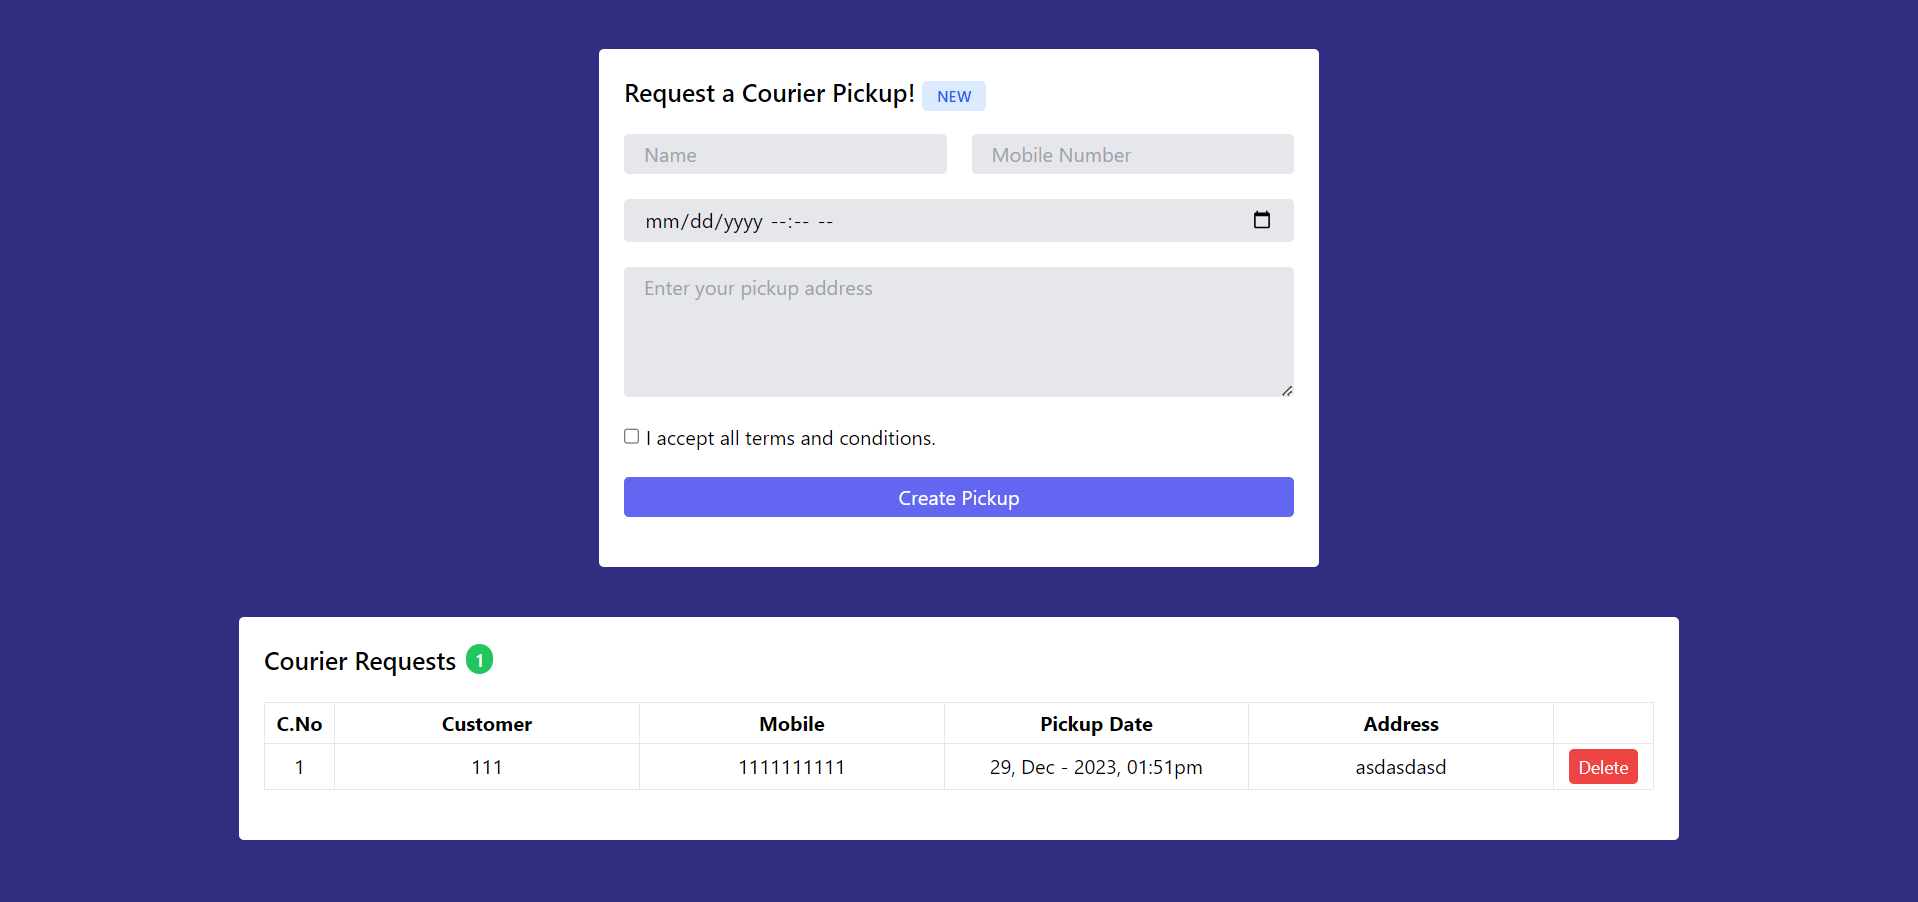 Request a Courier Pickup! NEW
Name Mobile Number
mm/dd/yyyy --:-- --
Enter your pickup address
I accept all terms and conditions.
Create Pickup
Courier Requests 1
C.No Customer Mobile Pickup Date Address
1 111 1111111111 29, Dec - 2023, 01:51pm asdasdasd Delete